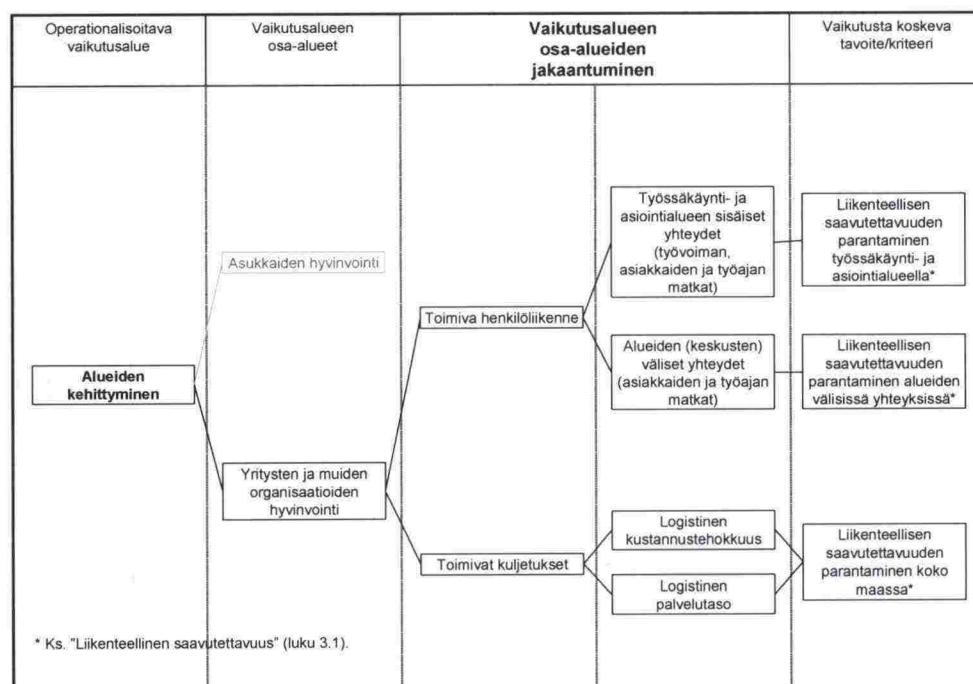 Operationalisoitava
vaikutusalue
Vaikutusalueen
osa-alueet
Vaikutusalueen
osa-alueiden
jakaantuminen
Vaikutusta koskeva
tavoite/kriteeri
Alueiden
kehittyminen
Asukkaiden hyvinvointi
Yritysten ja muiden
organisaatioiden
hyvinvointi
Toimiva henkilöliikenne
Toimivat kuljetukset
Työssäkäynti- ja
asiointialueen sisäiset
yhteydet
(työvoiman,
asiakkaiden ja työajan
matkat)
Alueiden (keskusten)
väliset yhteydet
(asiakkaiden ja työajan
matkat)
Logistinen
kustannustehokkuus
Logistinen
palvelutaso
Liikenteellisen
saavutettavuuden
parantaminen
työssäkäynti- ja
asiointialueella*
Liikenteellisen
saavutettavuuden
parantaminen alueiden
välisissä yhteyksissä*
Liikenteellisen
saavutettavuuden
parantaminen koko
maassa*
* Ks. "Liikenteellinen saavutettavuus" (luku 3.1).